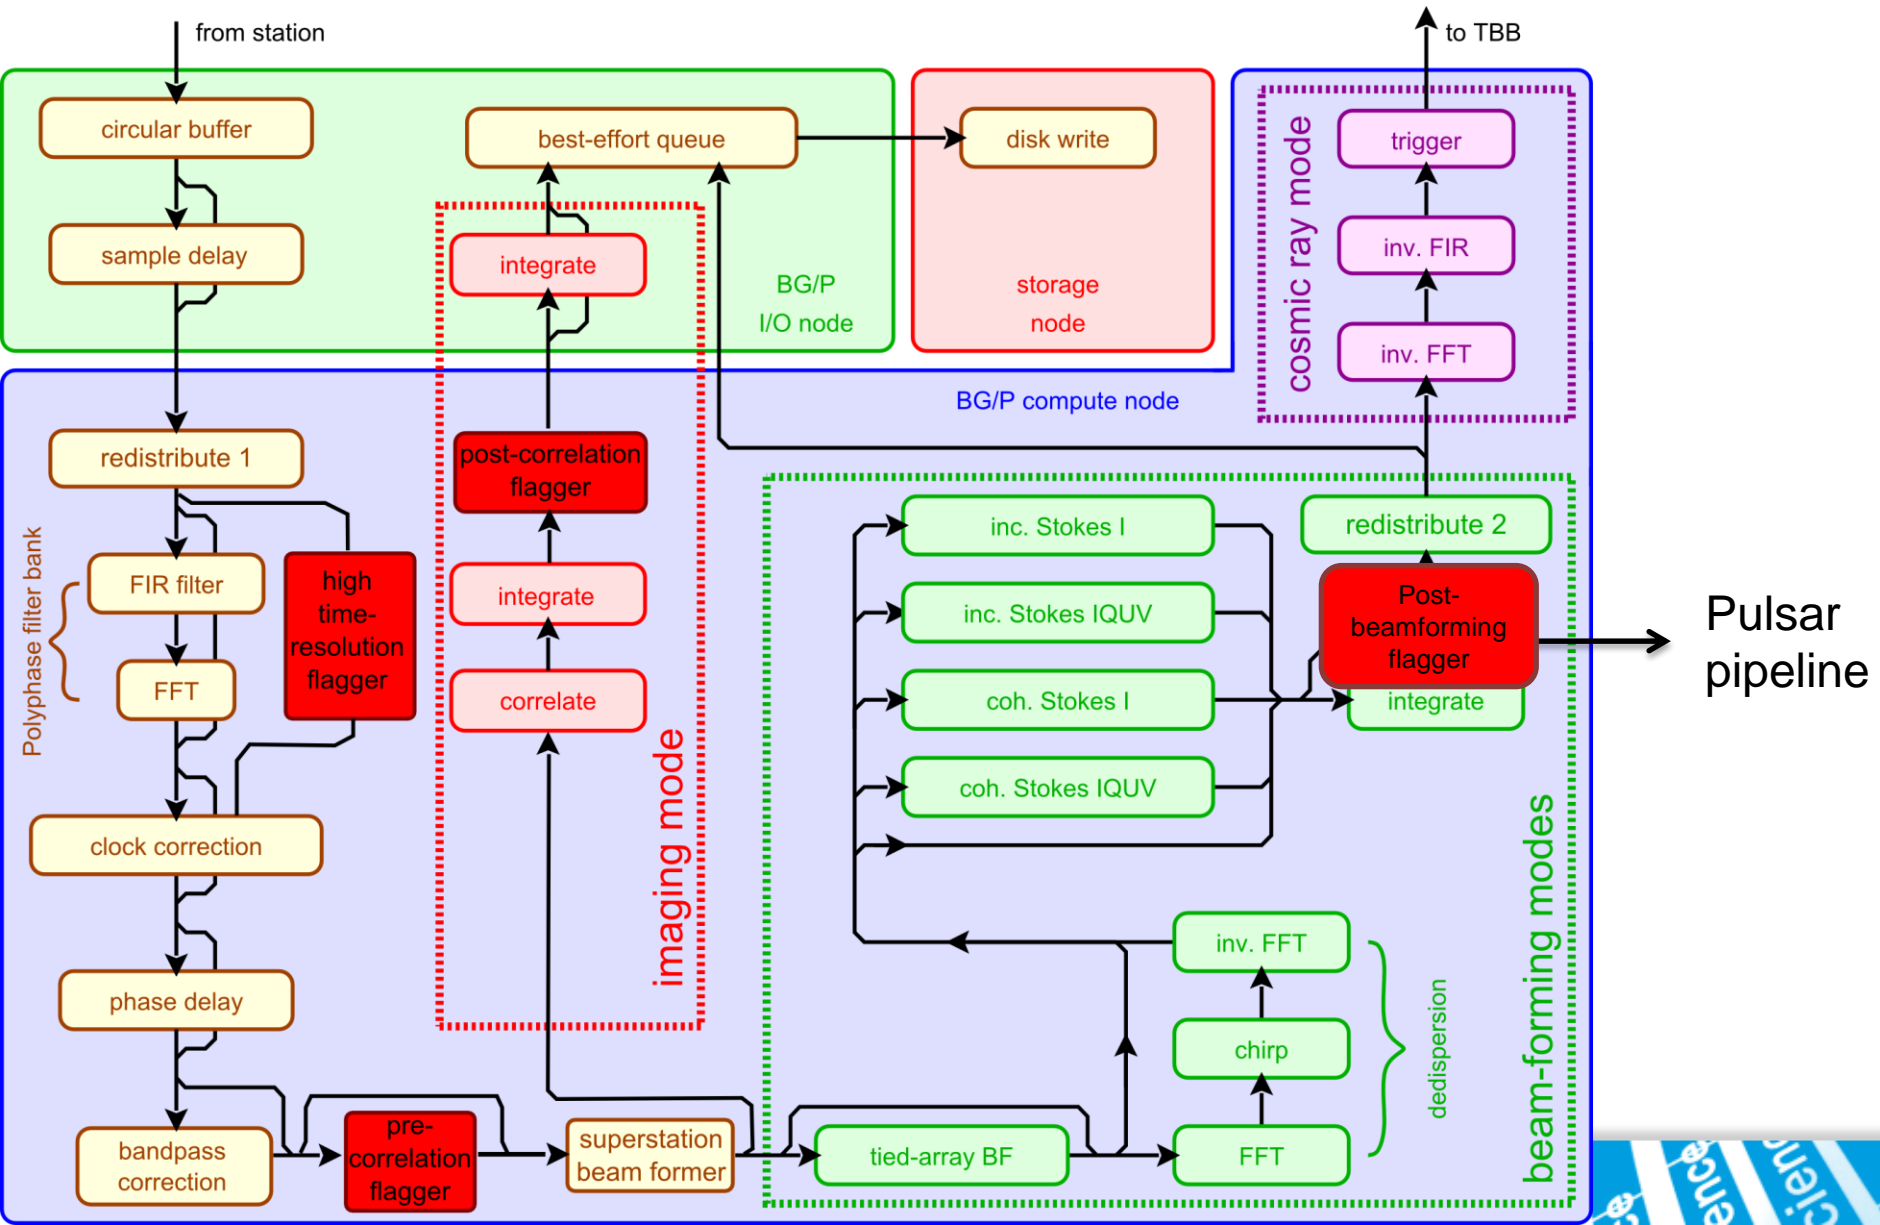 from station
to TBB
circular buffer
best-effort queue
disk write
trigger
sample delay
integrate
BG/P
I/O node
storage
node
cosmic ray mode
inv. FIR
inv. FFT
BG/P compute node
redistribute 1
post-correlation
flagger
inc. Stokes I
redistribute 2
Polyphase filter bank
FIR filter
high
time-
resolution
flagger
integrate
inc. Stokes IQUV
Post-
beamforming
flagger
Pulsar
pipeline
FFT
correlate
coh. Stokes I
integrate
imaging mode
coh. Stokes IQUV
beam-forming modes
clock correction
inv. FFT
phase delay
chirp
dedispersion
bandpass
correction
pre-
correlation
flagger
superstation
beam former
tied-array BF
FFT